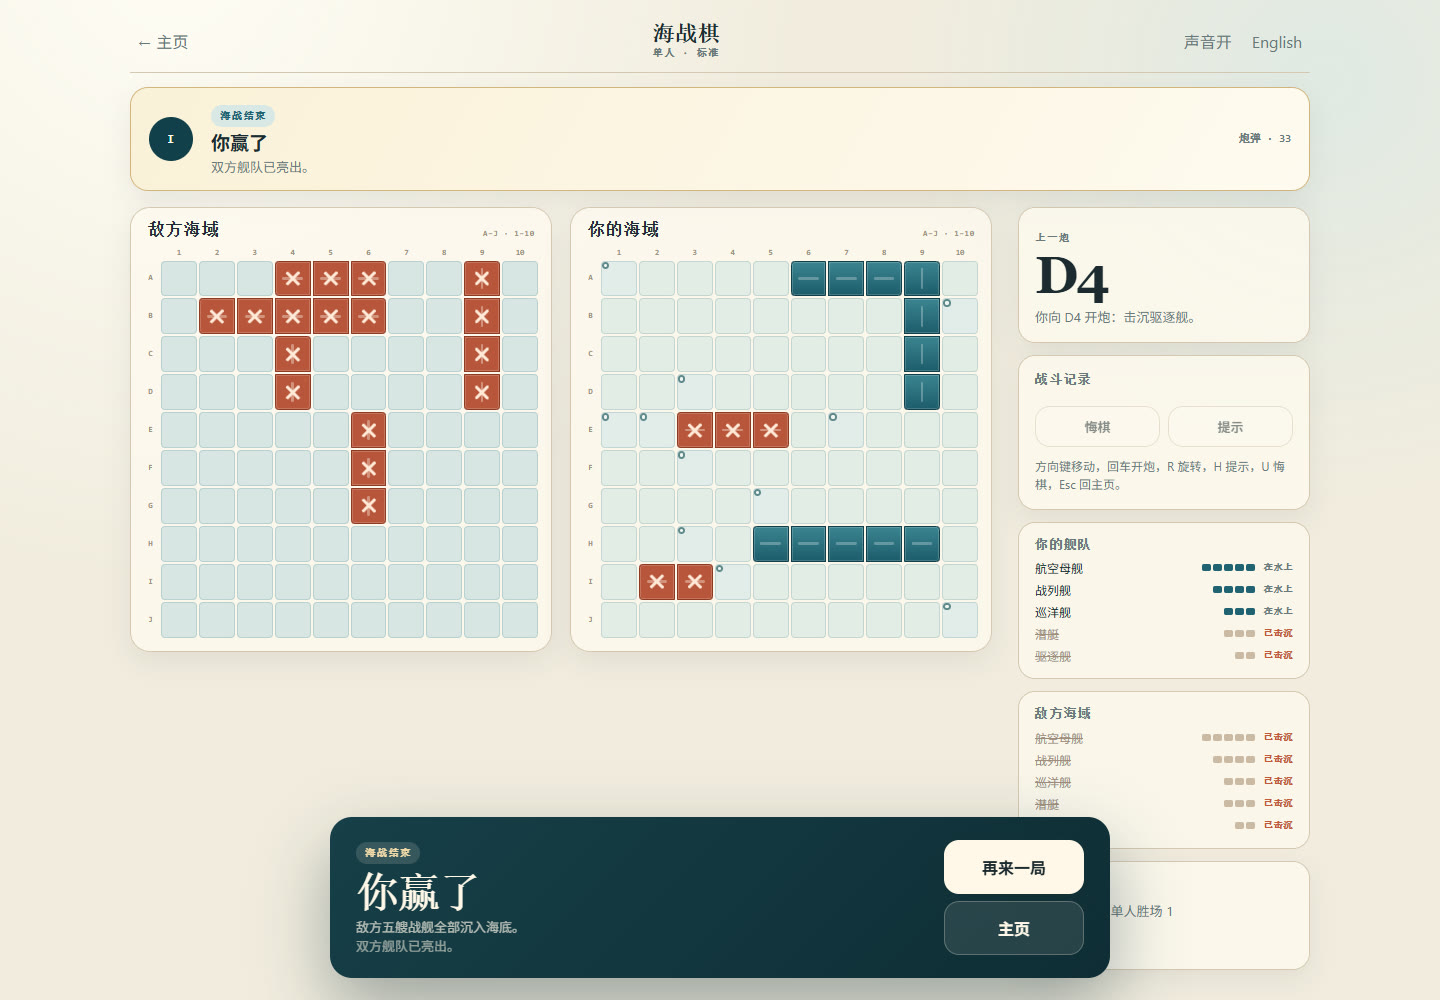 ← 主页
海战棋
单人 · 标准
声音开 English
海战结束
I
你赢了
双方舰队已亮出。
炮弹 · 33
敌方海域
A-J · 1-10
1 2 3 4 5 6 7 8 9 10
A
B
C
D
E
F
G
H
I
J
你的海域
A-J · 1-10
1 2 3 4 5 6 7 8 9 10
A
B
C
D
E
F
G
H
I
J
上一炮
D4
你向 D4 开炮：击沉驱逐舰。
战斗记录
悔棋 提示
方向键移动，回车开炮，R 旋转，H 提示，U 悔
棋，Esc 回主页。
你的舰队
航空母舰 在水上
战列舰 在水上
巡洋舰 在水上
潜艇 已击沉
驱逐舰 已击沉
敌方海域
航空母舰 已击沉
战列舰 已击沉
巡洋舰 已击沉
潜艇 已击沉
已击沉
单人胜场 1
海战结束
你赢了
敌方五艘战舰全部沉入海底。
双方舰队已亮出。
再来一局
主页